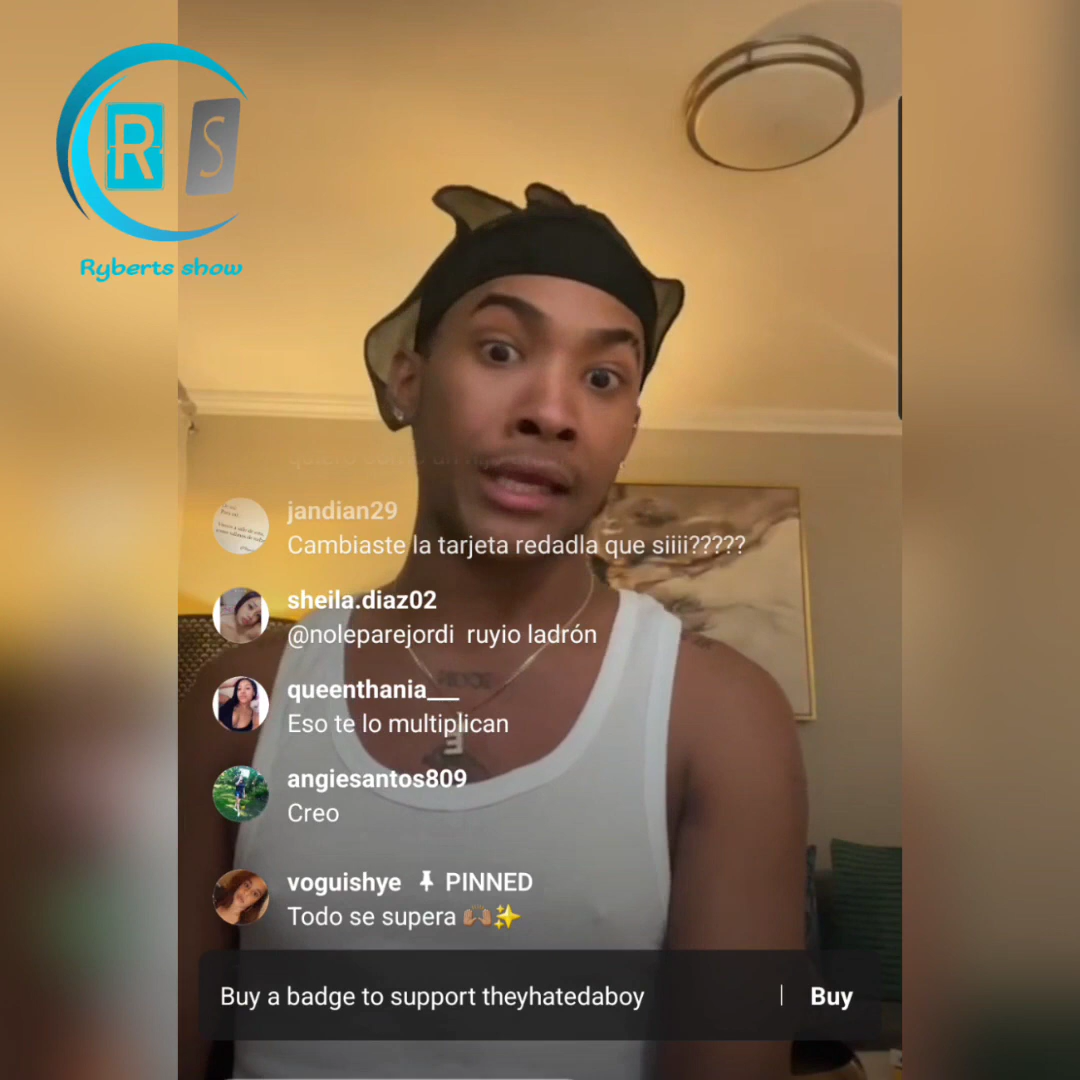 R S
Ryberts show
jandian29
Cambiaste la tarjeta redadla que siiii?????
sheila.diaz02
@noleparejordi ruyio ladrón
queenthania___
Eso te lo multiplican
angiesantos809
Creo
voguishye PINNED
Todo se supera 🙌🏽✨
Buy a badge to support theyhatedaboy | Buy